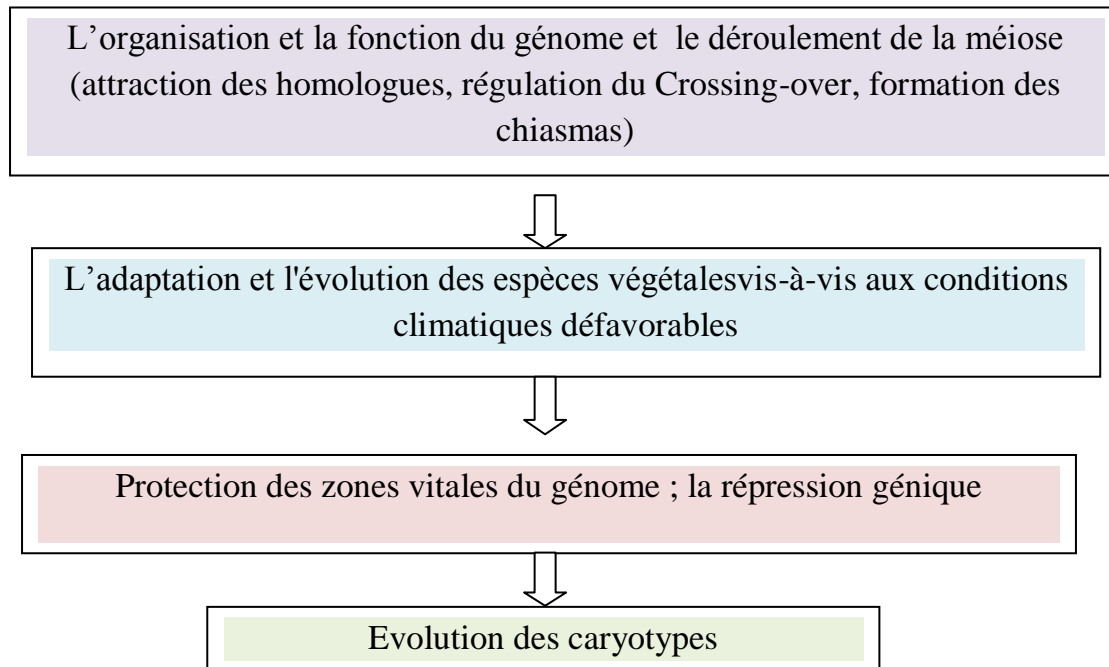 L’organisation et la fonction du génome et le déroulement de la méiose
(attraction des homologues, régulation du Crossing-over, formation des
chiasmas)
L’adaptation et l'évolution des espèces végétalesvis-à-vis aux conditions
climatiques défavorables
Protection des zones vitales du génome ; la répression génique
Evolution des caryotypes